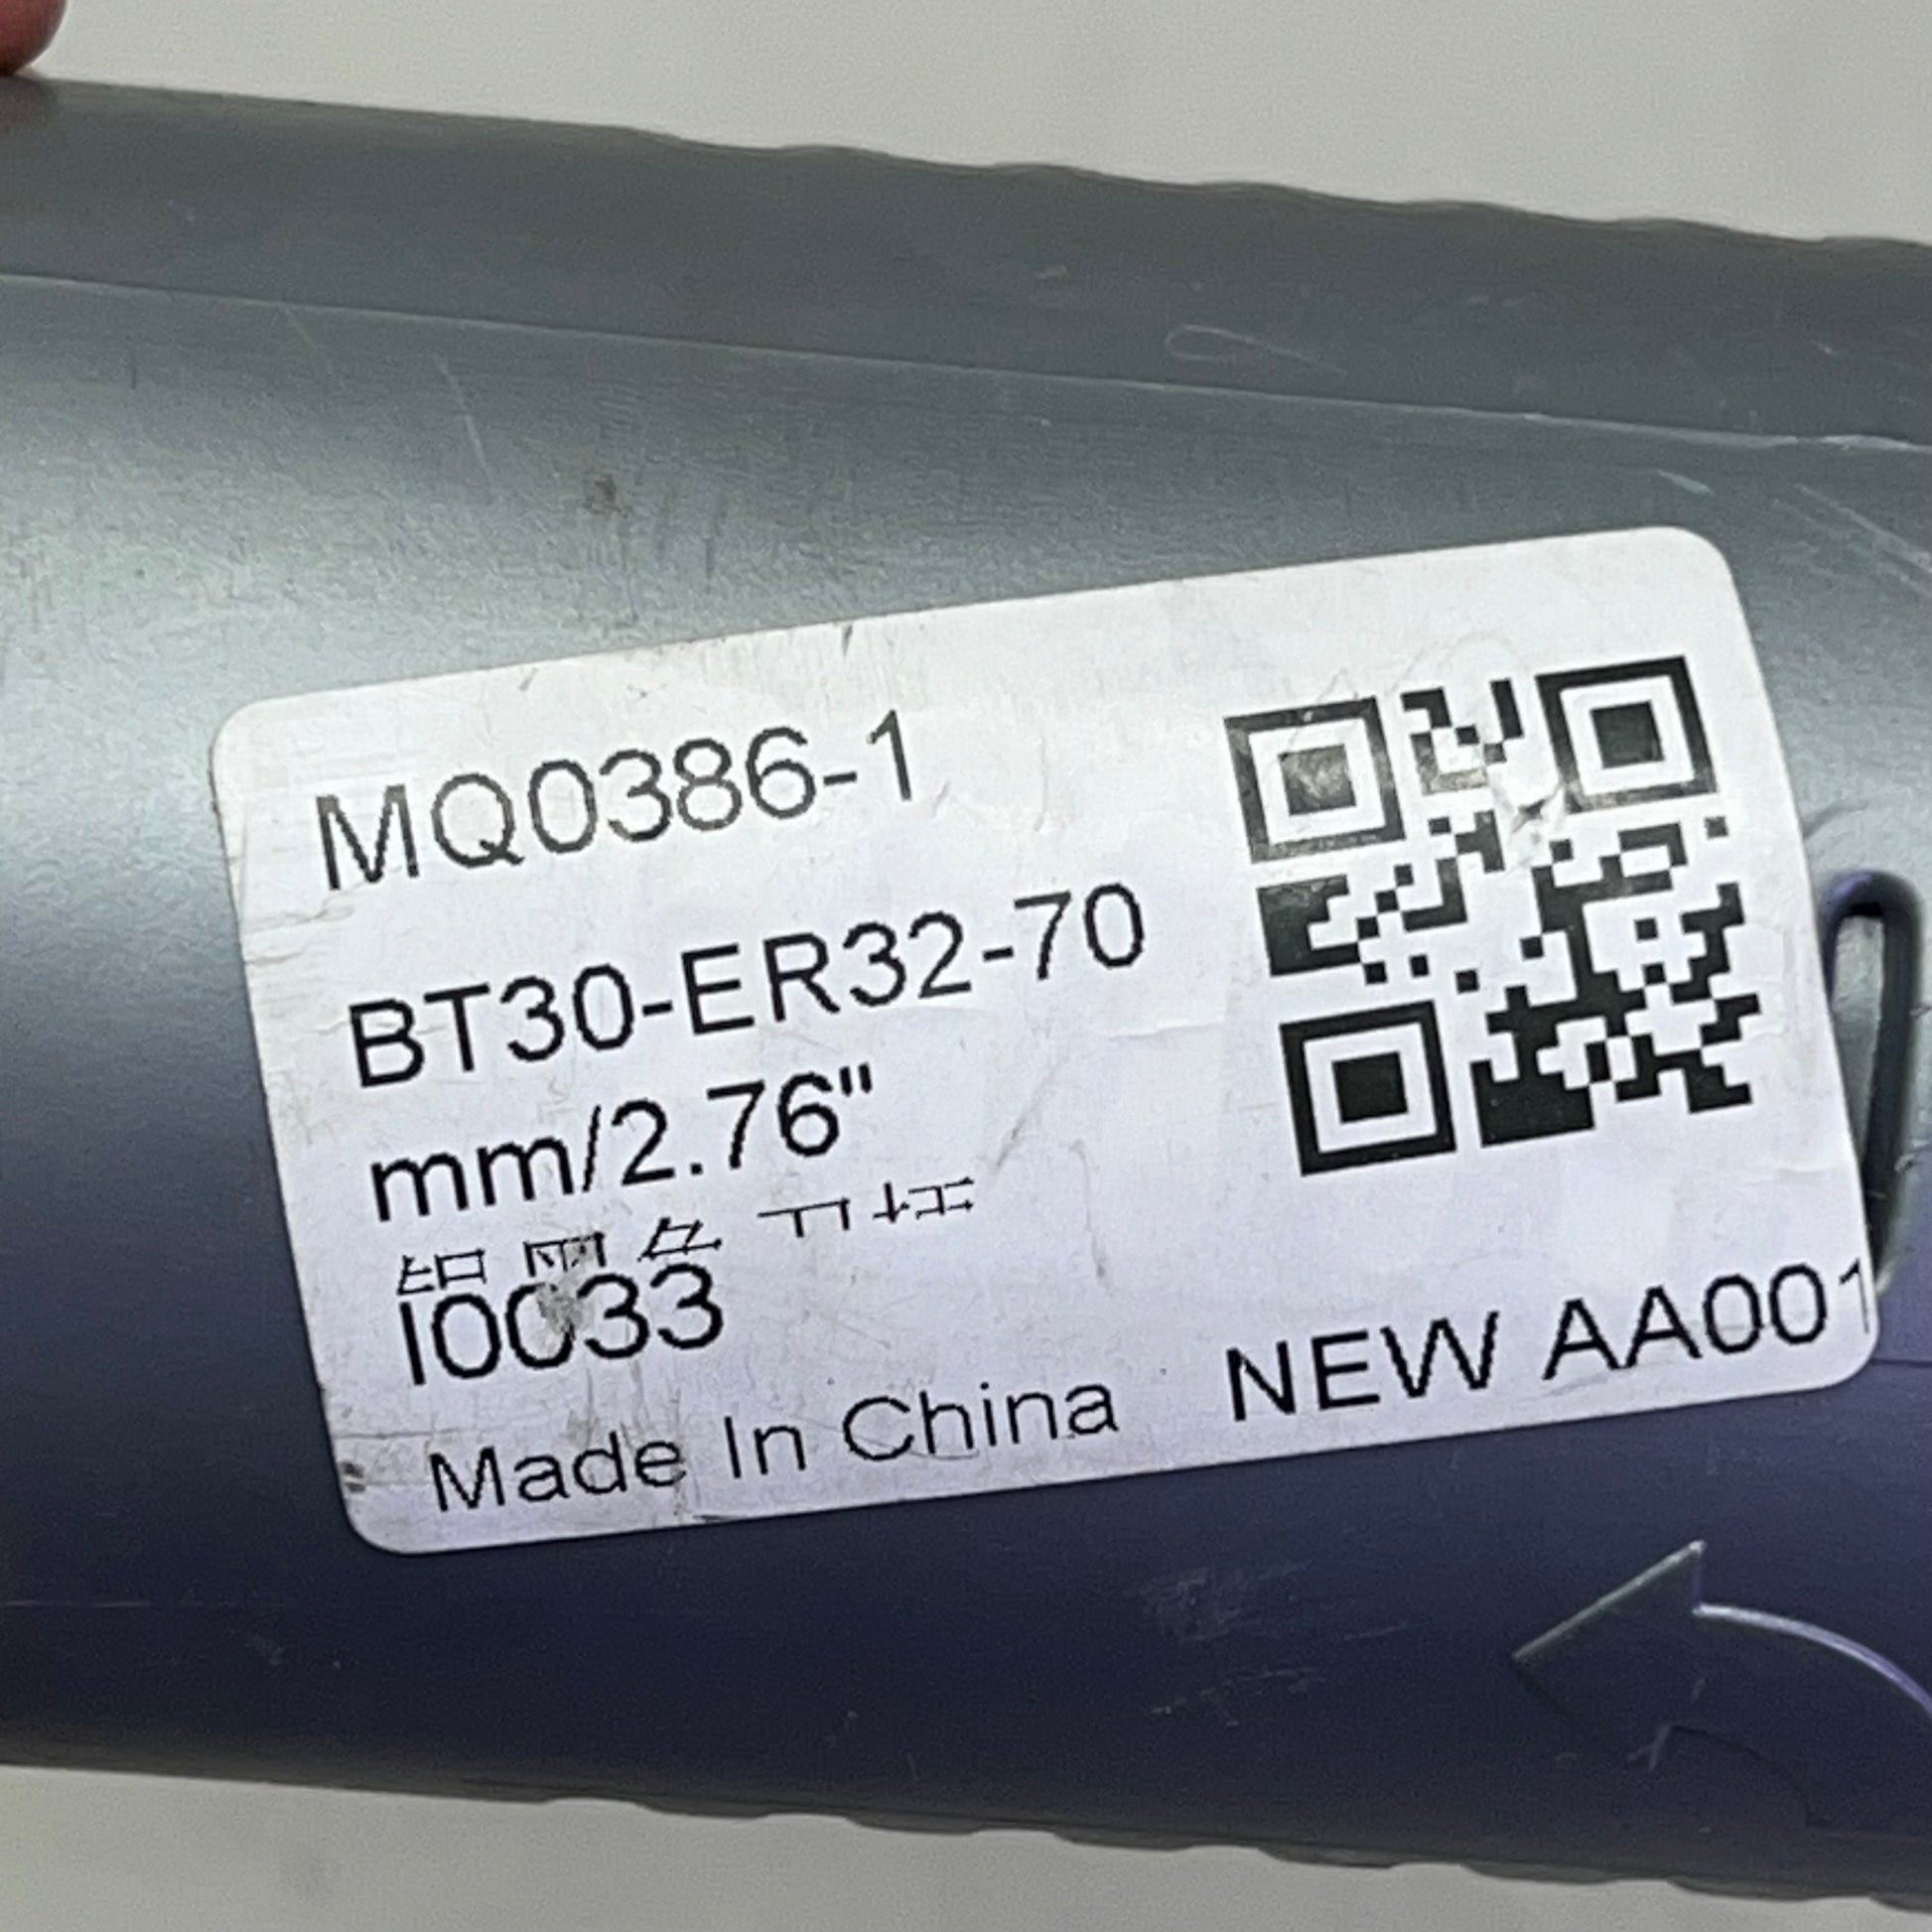 MQ0386-1
BT30-ER32-70
mm/2.76"
I0033
Made In China NEW AA001